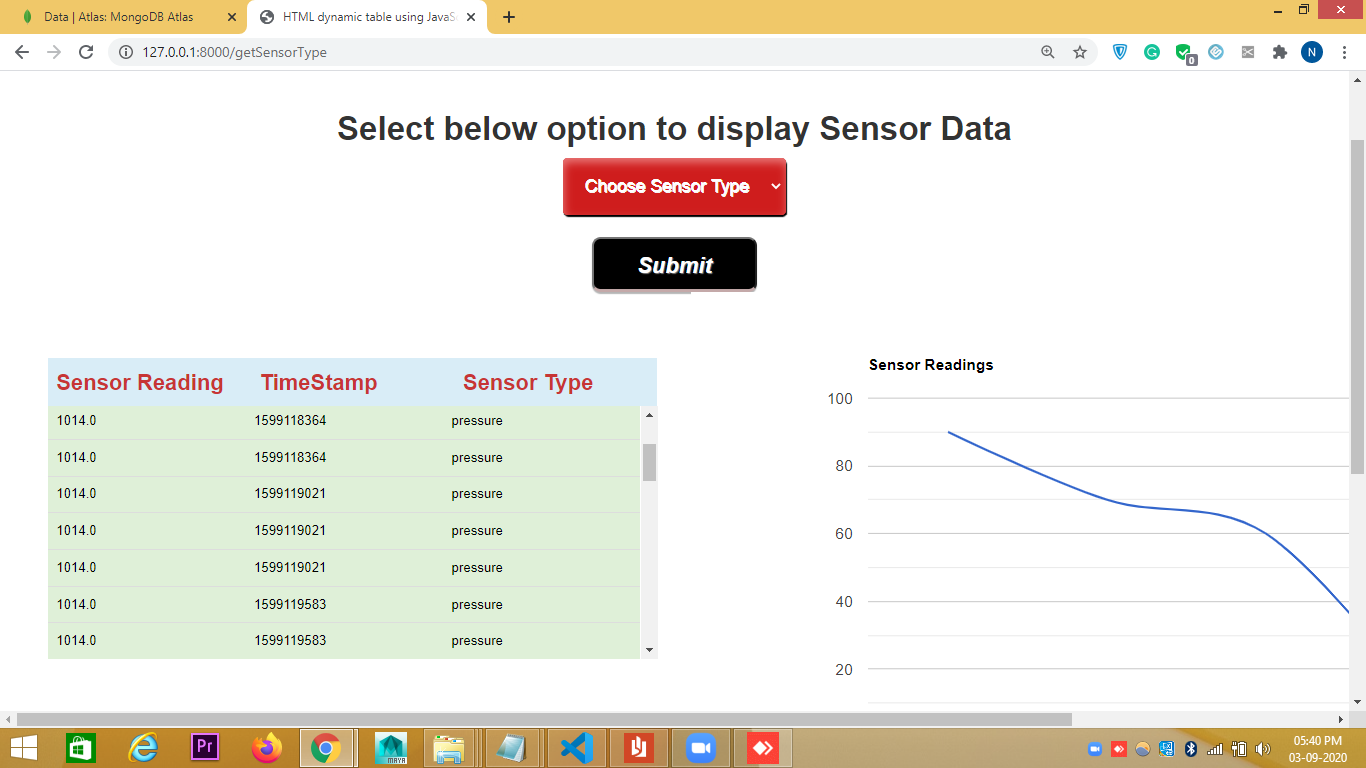 Data | Atlas: MongoDB Atlas
HTML dynamic table using JavaS
127.0.0.1:8000/getSensorType
0
N
Select below option to display Sensor Data
Choose Sensor Type
Submit
Sensor Reading TimeStamp Sensor Type
1014.0 1599118364 pressure
1014.0 1599118364 pressure
1014.0 1599119021 pressure
1014.0 1599119021 pressure
1014.0 1599119021 pressure
1014.0 1599119583 pressure
1014.0 1599119583 pressure
Sensor Readings
100
80
60
40
20
Pr
MAYA
05:40 PM
03-09-2020